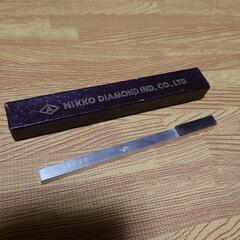 NIKKO DIAMOND IND. CO., LTD.